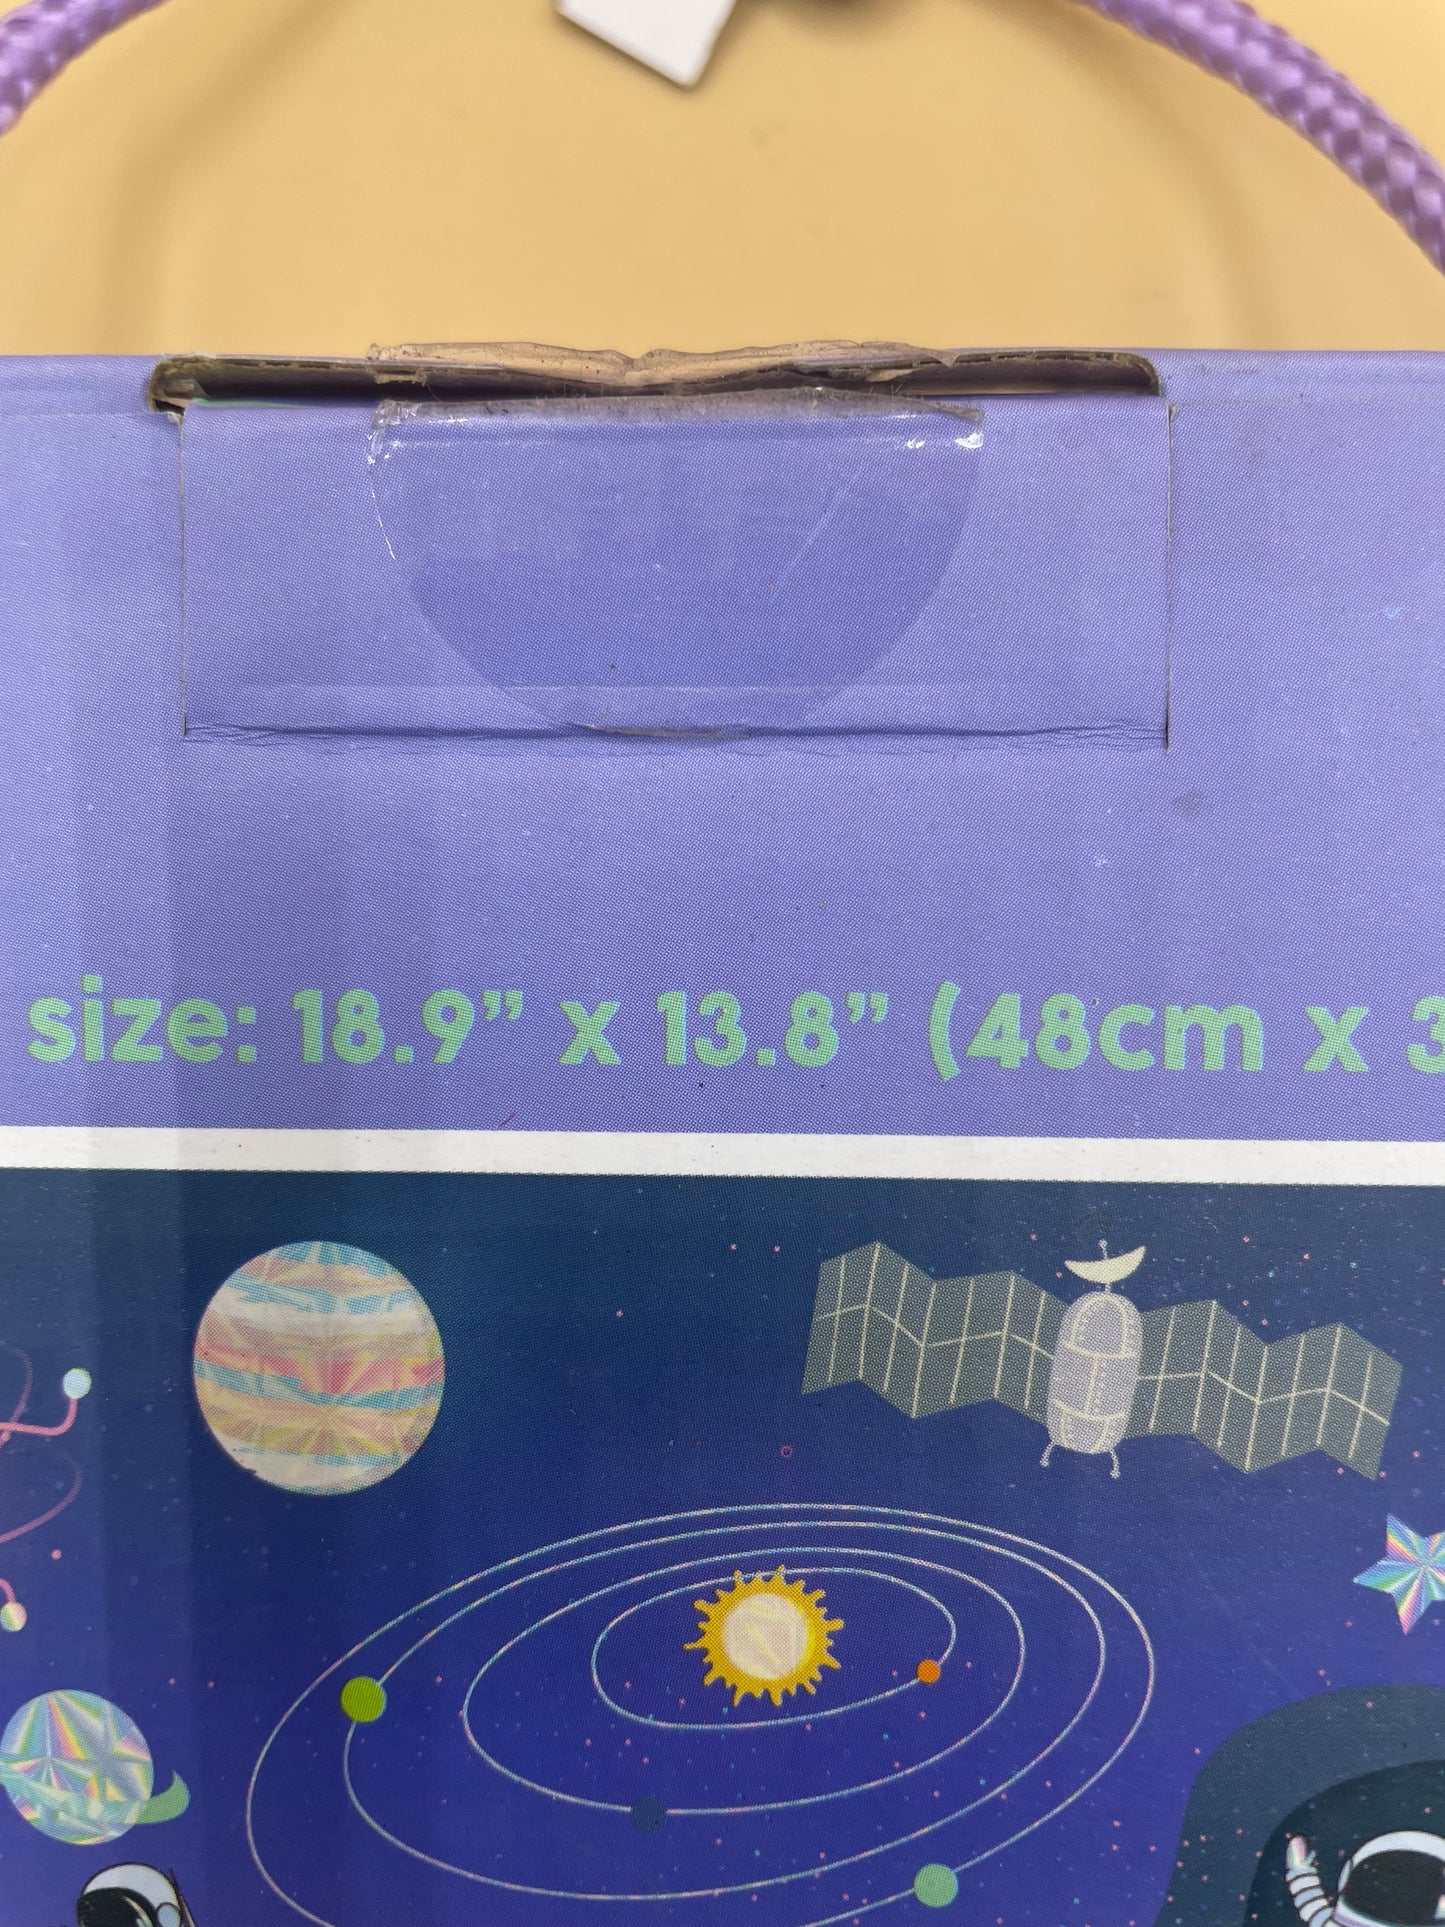 size: 18.9” x 13.8” (48cm x 3